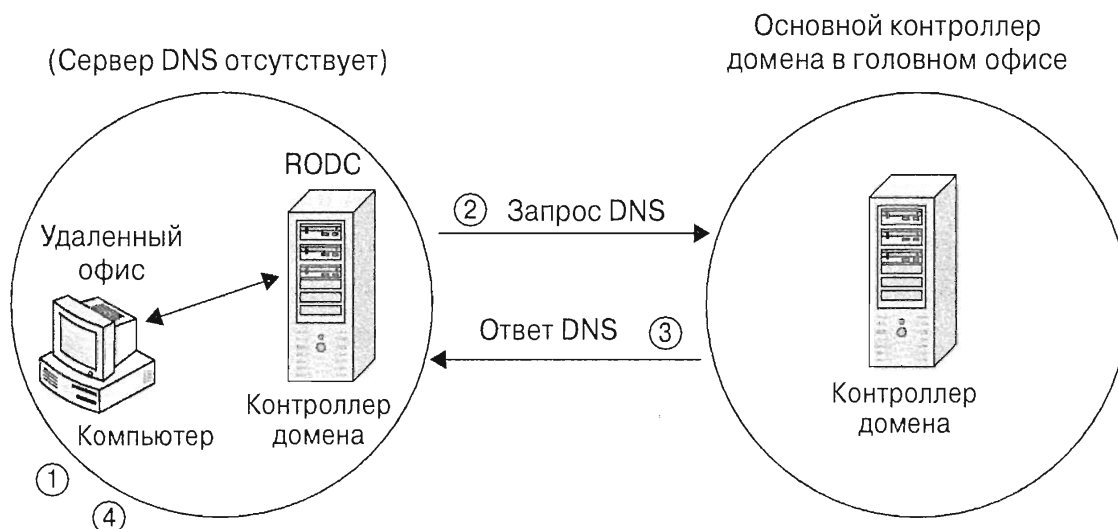 (Сервер DNS отсутствует)
Основной контроллер
домена в головном офисе
RODC
Удаленный
офис
Компьютер
Контроллер
домена
① 
④
② Запрос DNS
Ответ DNS ③
Контроллер
домена